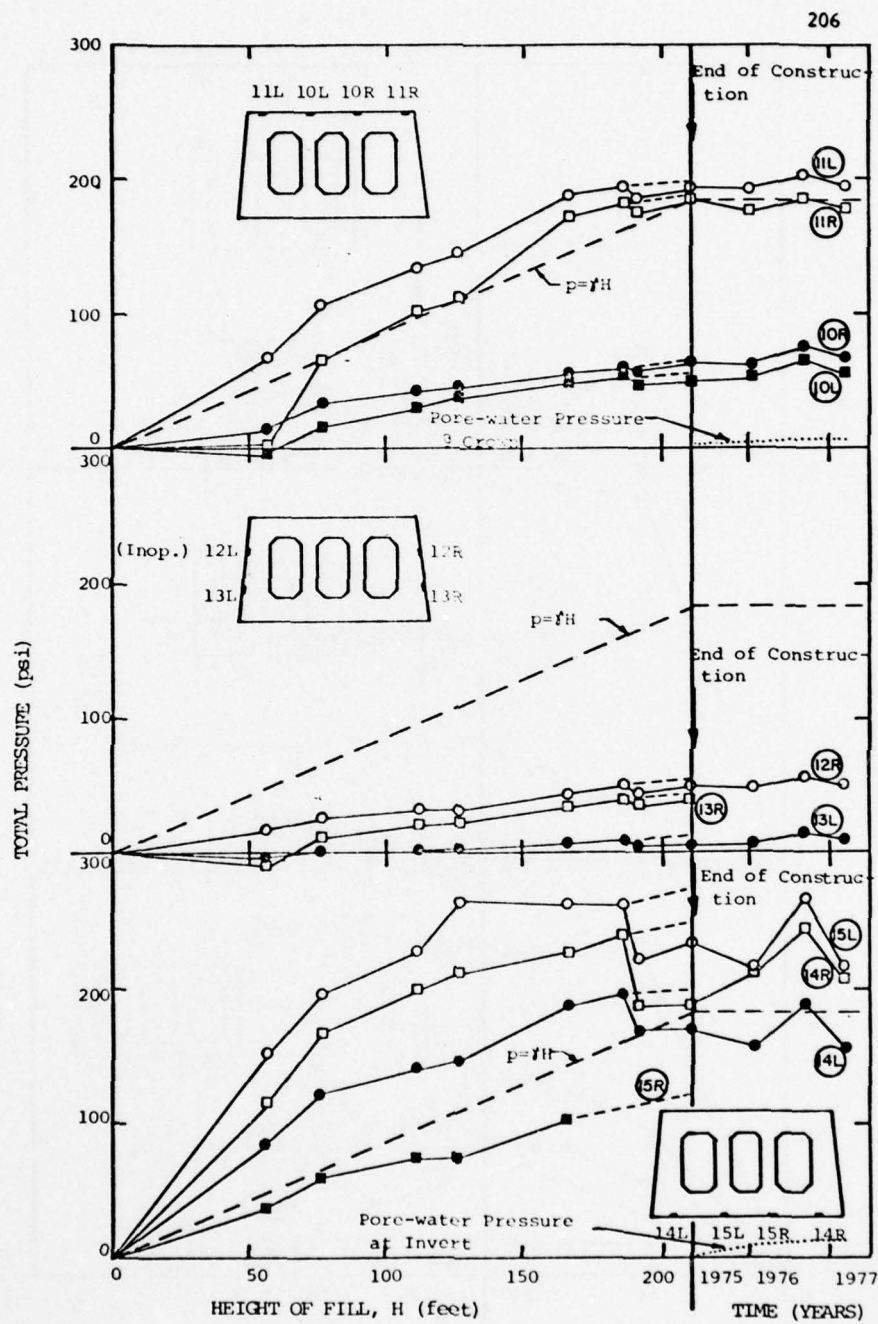 206
300
End of Construc-
tion
11L 10L 10R 11R
11L
200
11R
p=γH
100
10R
10L
Pore-water Pressure
@ Crown
0
300
(Inop.) 12L
12R
13L
13R
200
p=γH
End of Construc-
tion
TOTAL PRESSURE (psi)
100
12R
13R
13L
0
300
End of Construc-
tion
15L
14R
200
p=γH
14L
15R
100
Pore-water Pressure
at Invert
14L 15L 15R 14R
0
0 50 100 150 200 1975 1976 1977
HEIGHT OF FILL, H (feet) TIME (YEARS)